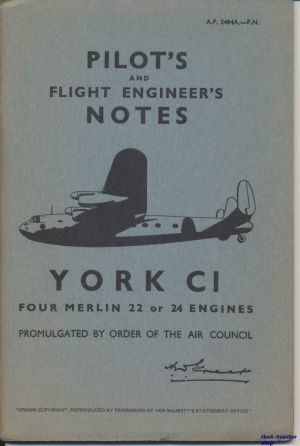 A.P. 2484A,—P.N.
PILOT'S
AND
FLIGHT ENGINEER'S
NOTES
YORK CI
FOUR MERLIN 22 or 24 ENGINES
PROMULGATED BY ORDER OF THE AIR COUNCIL
"CROWN COPYRIGHT, REPRODUCED BY PERMISSION OF HER MAJESTY'S STATIONERY OFFICE"